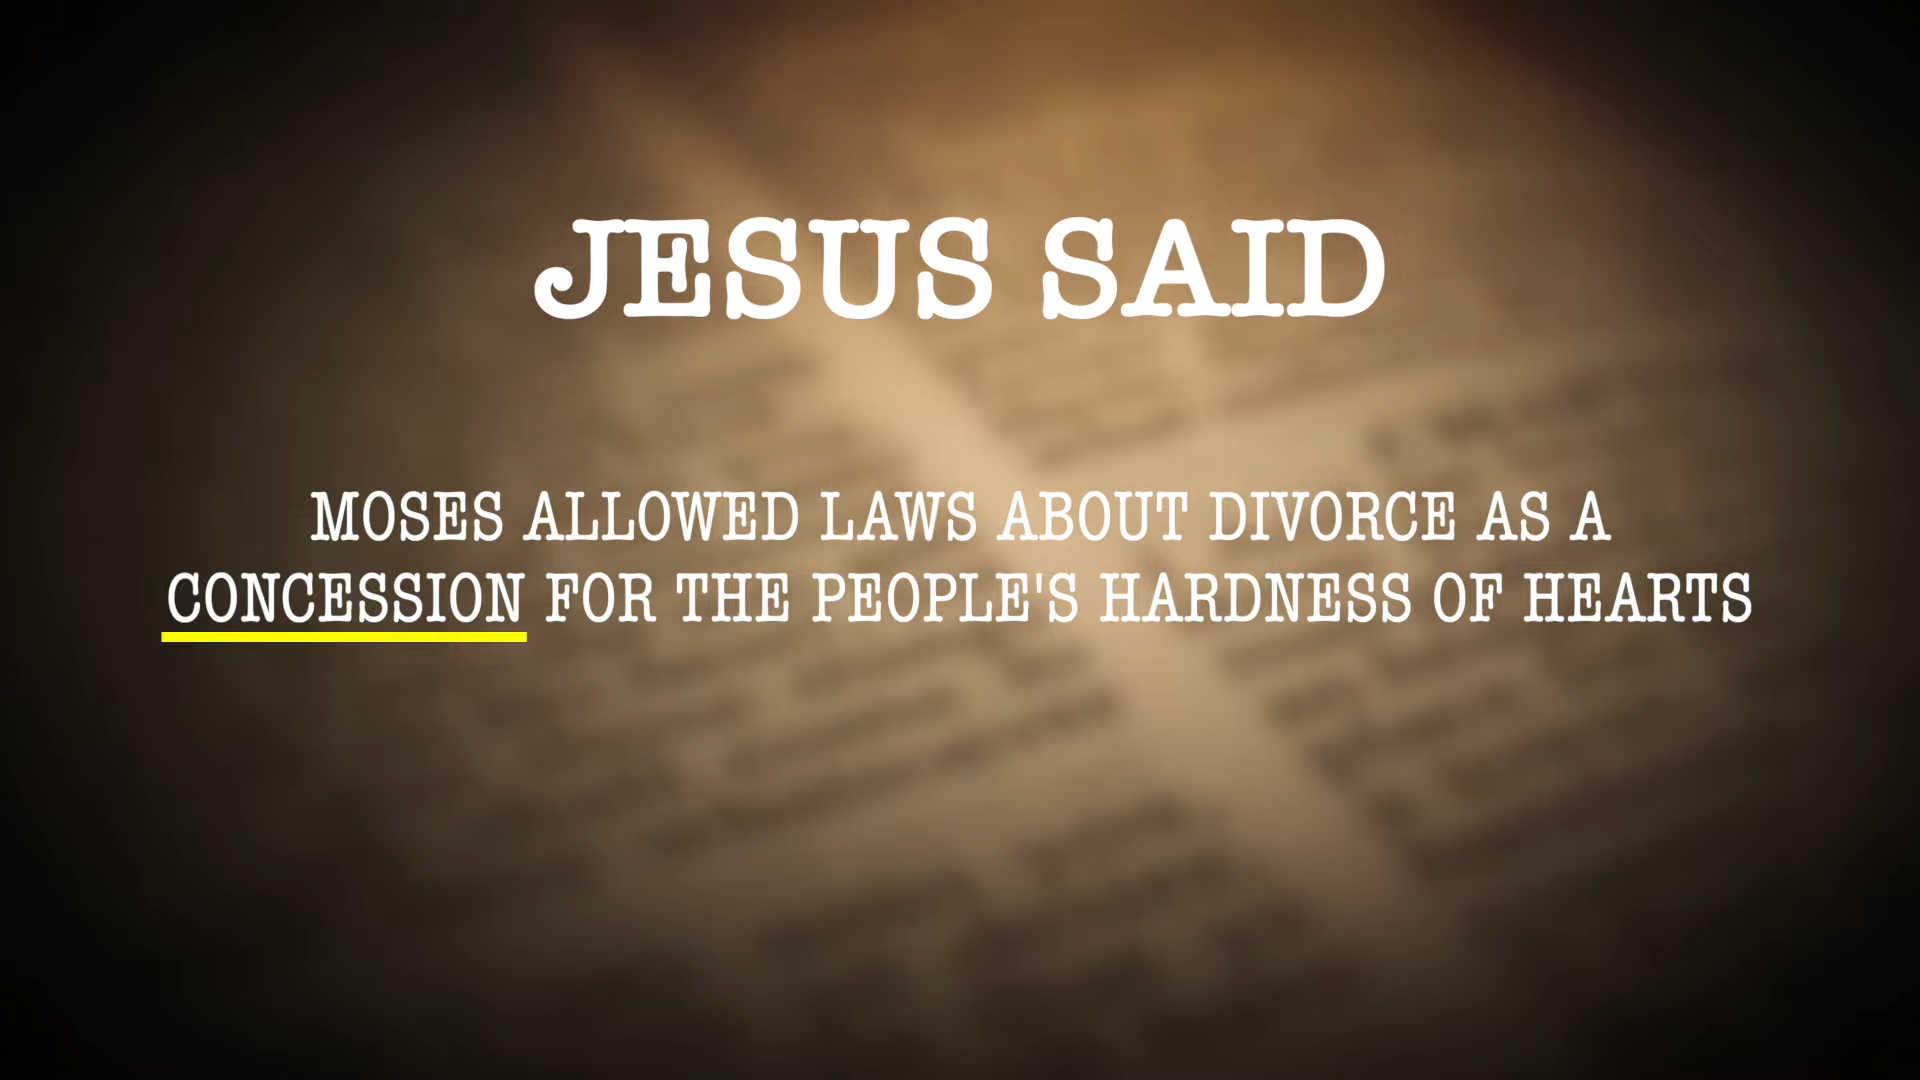 JESUS SAID
MOSES ALLOWED LAWS ABOUT DIVORCE AS A
CONCESSION FOR THE PEOPLE'S HARDNESS OF HEARTS